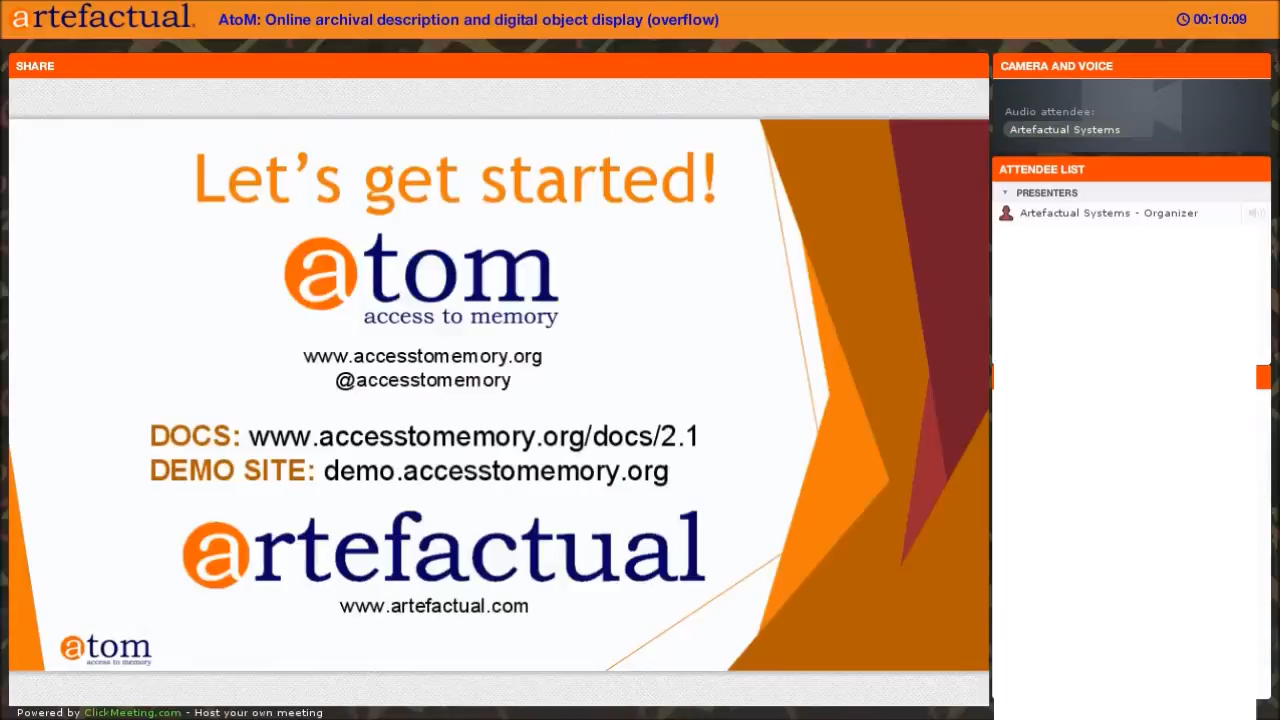 artefactual
AtoM: Online archival description and digital object display (overflow)
00:10:09
SHARE
CAMERA AND VOICE
Audio attendee:
Artefactual Systems
ATTENDEE LIST
PRESENTERS
Artefactual Systems - Organizer
Let's get started!
atom
access to memory
www.accesstomemory.org
@accesstomemory
DOCS: www.accesstomemory.org/docs/2.1
DEMO SITE: demo.accesstomemory.org
artefactual
www.artefactual.com
atom
access to memory
Powered by ClickMeeting.com - Host your own meeting